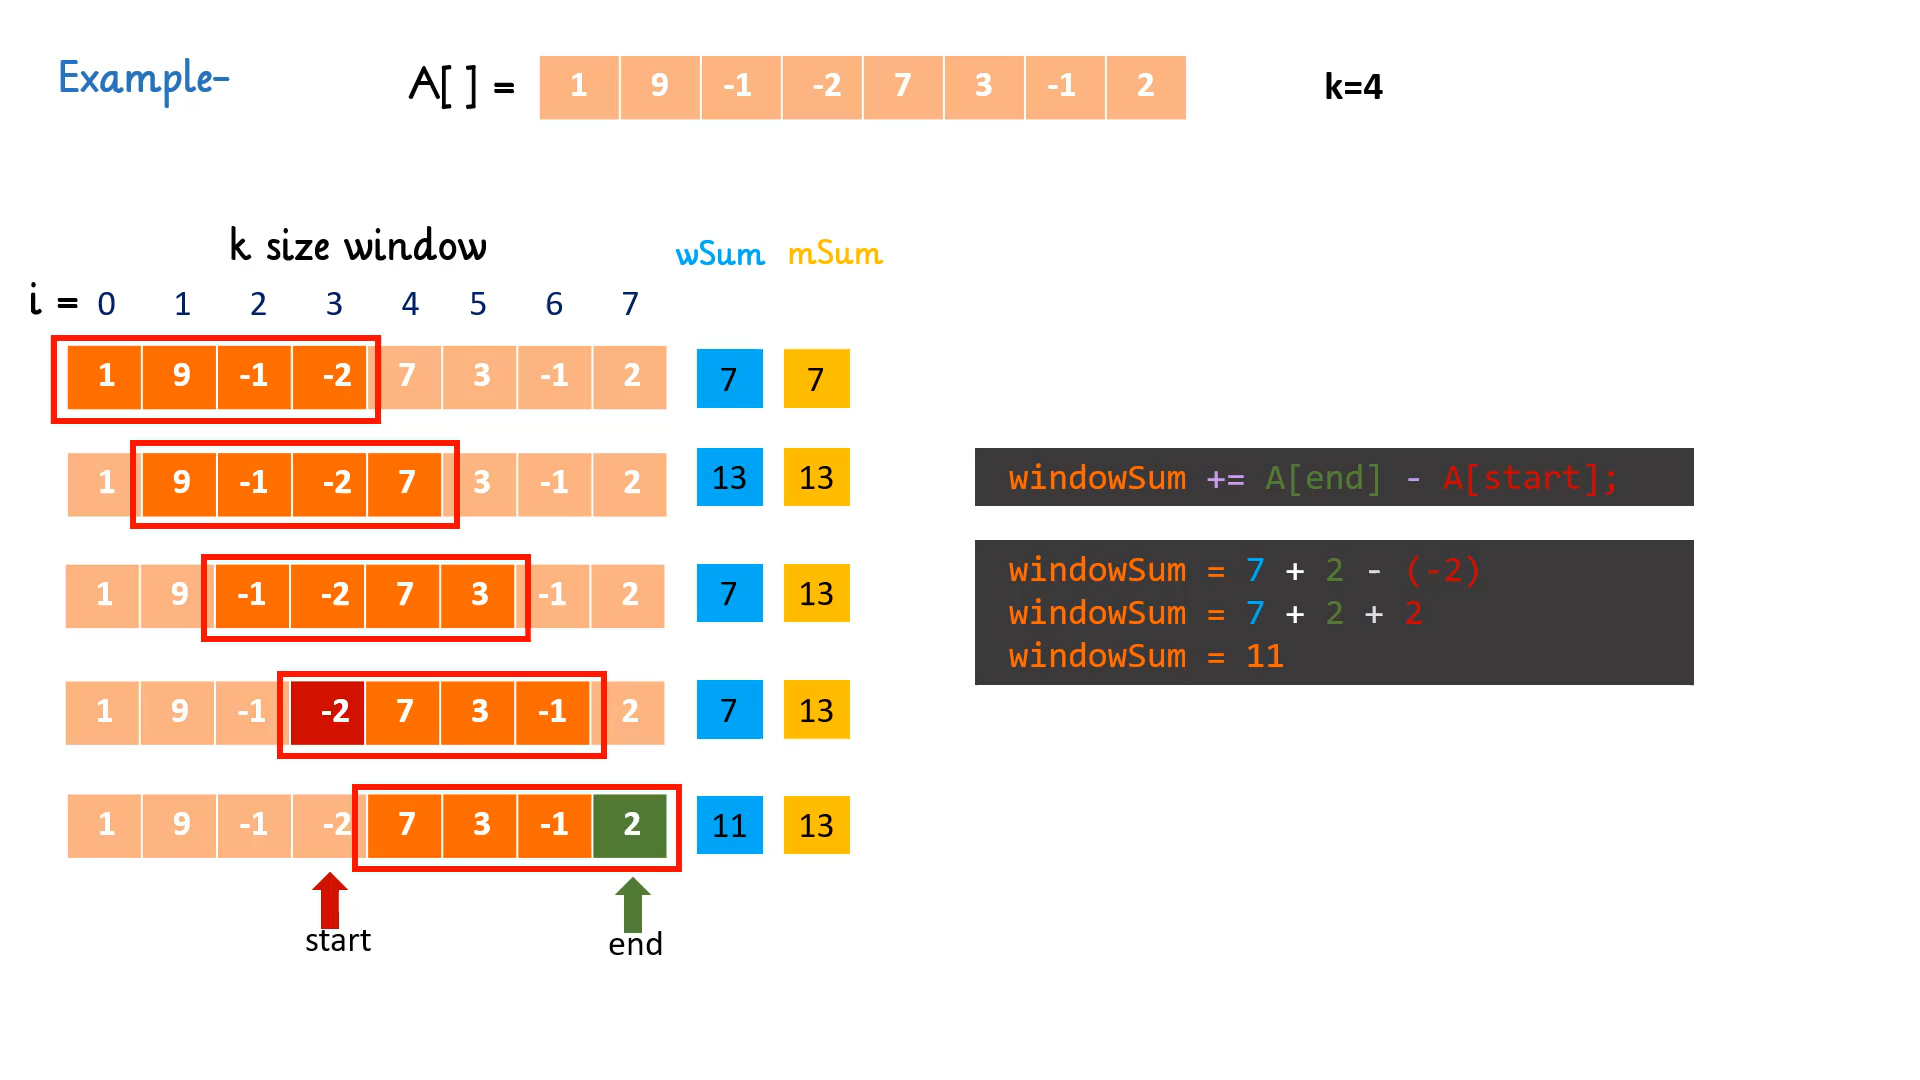 Example- A[ ] = 1 9 -1 -2 7 3 -1 2 k=4
k size window wSum mSum
i = 0 1 2 3 4 5 6 7
1 9 -1 -2 7 3 -1 2 7 7
1 9 -1 -2 7 3 -1 2 13 13
1 9 -1 -2 7 3 -1 2 7 13
1 9 -1 -2 7 3 -1 2 7 13
1 9 -1 -2 7 3 -1 2 11 13
start end
windowSum += A[end] - A[start];
windowSum = 7 + 2 - (-2)
windowSum = 7 + 2 + 2
windowSum = 11